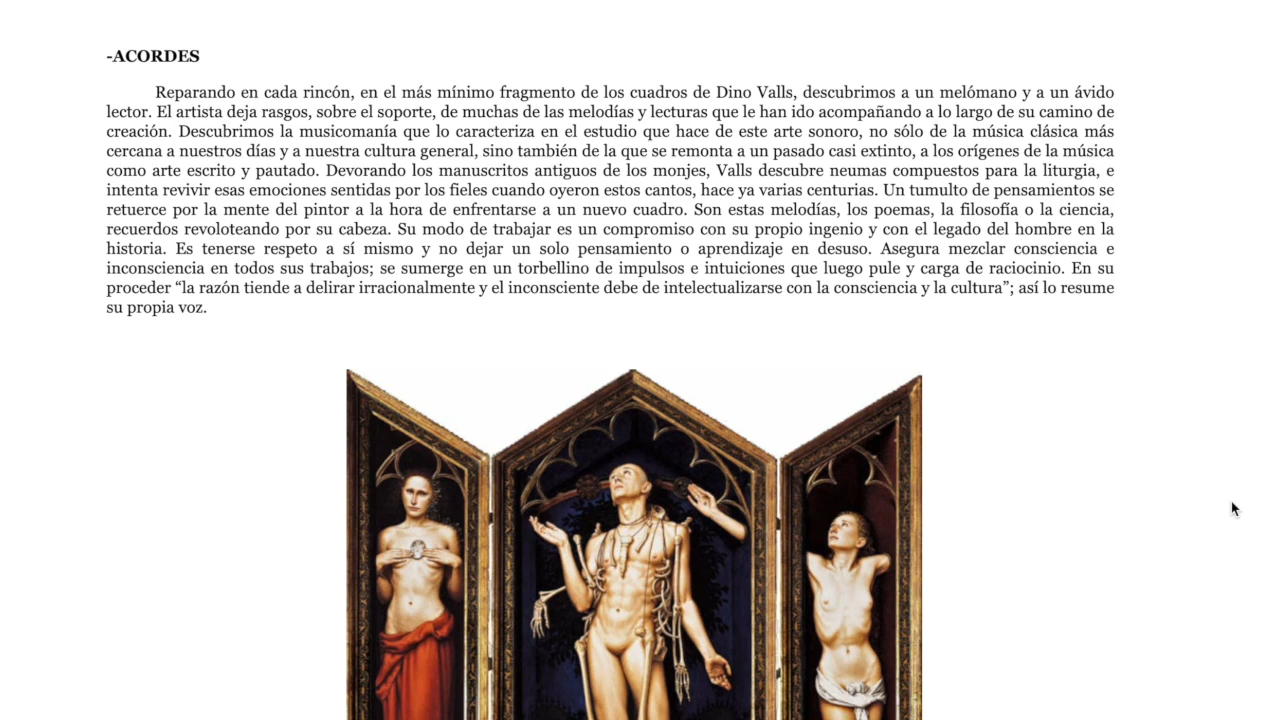 -ACORDES
Reparando en cada rincón, en el más mínimo fragmento de los cuadros de Dino Valls, descubrimos a un melómano y a un ávido
lector. El artista deja rasgos, sobre el soporte, de muchas de las melodías y lecturas que le han ido acompañando a lo largo de su camino de
creación. Descubrimos la musicomanía que lo caracteriza en el estudio que hace de este arte sonoro, no sólo de la música clásica más
cercana a nuestros días y a nuestra cultura general, sino también de la que se remonta a un pasado casi extinto, a los orígenes de la música
como arte escrito y pautado. Devorando los manuscritos antiguos de los monjes, Valls descubre neumas compuestos para la liturgia, e
intenta revivir esas emociones sentidas por los fieles cuando oyeron estos cantos, hace ya varias centurias. Un tumulto de pensamientos se
retuerce por la mente del pintor a la hora de enfrentarse a un nuevo cuadro. Son estas melodías, los poemas, la filosofía o la ciencia,
recuerdos revoloteando por su cabeza. Su modo de trabajar es un compromiso con su propio ingenio y con el legado del hombre en la
historia. Es tenerse respeto a sí mismo y no dejar un solo pensamiento o aprendizaje en desuso. Asegura mezclar consciencia e
inconsciencia en todos sus trabajos; se sumerge en un torbellino de impulsos e intuiciones que luego pule y carga de raciocinio. En su
proceder “la razón tiende a delirar irracionalmente y el inconsciente debe de intelectualizarse con la consciencia y la cultura”; así lo resume
su propia voz.